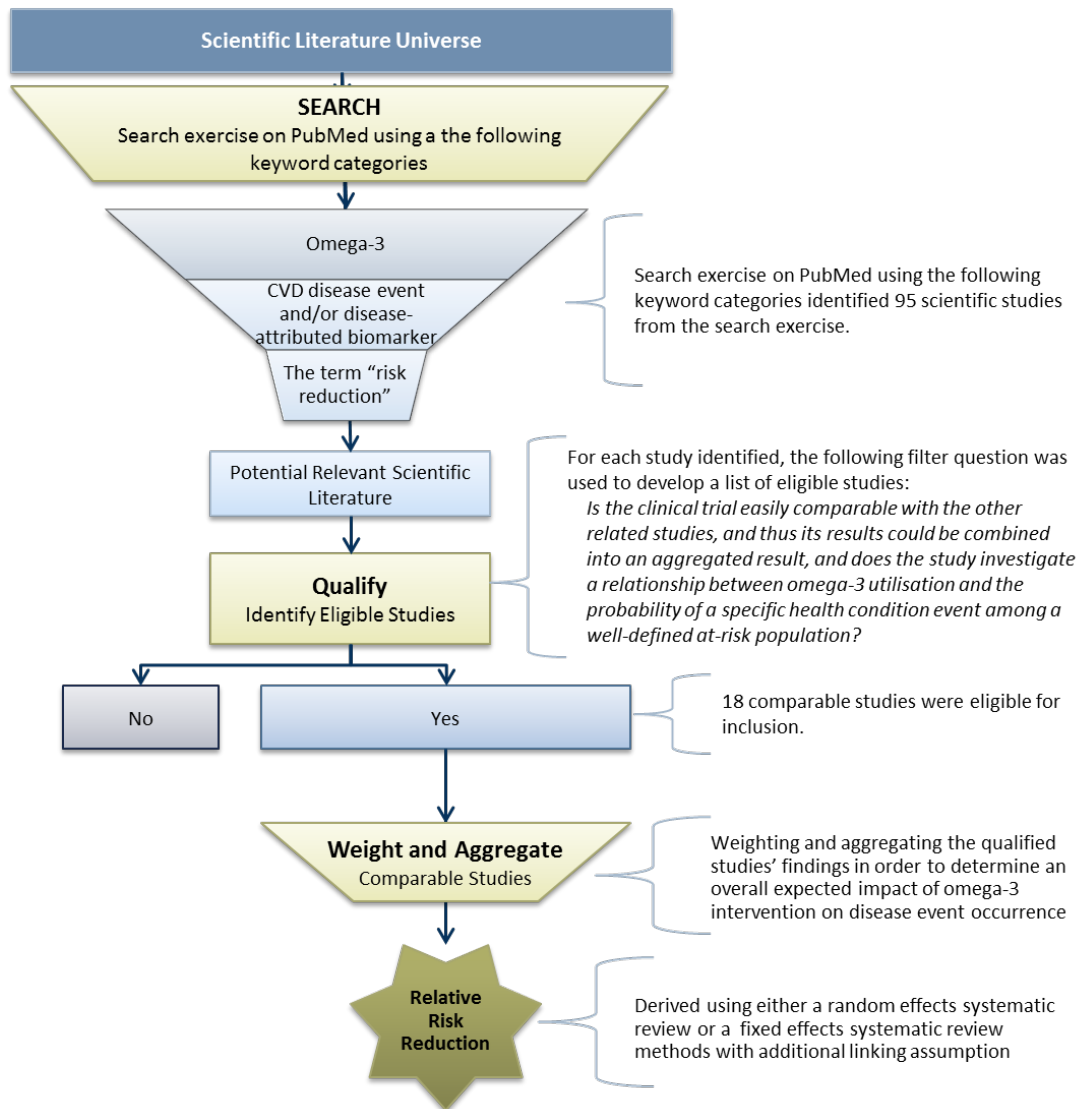 Scientific Literature Universe
SEARCH
Search exercise on PubMed using a the following
keyword categories
Omega-3
CVD disease event
and/or disease-
attributed biomarker
The term “risk
reduction”
Search exercise on PubMed using the following
keyword categories identified 95 scientific studies
from the search exercise.
Potential Relevant Scientific
Literature
Qualify
Identify Eligible Studies
For each study identified, the following filter question was
used to develop a list of eligible studies:
Is the clinical trial easily comparable with the other
related studies, and thus its results could be combined
into an aggregated result, and does the study investigate
a relationship between omega-3 utilisation and the
probability of a specific health condition event among a
well-defined at-risk population?
No
Yes
18 comparable studies were eligible for
inclusion.
Weight and Aggregate
Comparable Studies
Weighting and aggregating the qualified
studies’ findings in order to determine an
overall expected impact of omega-3
intervention on disease event occurrence
Relative
Risk
Reduction
Derived using either a random effects systematic
review or a fixed effects systematic review
methods with additional linking assumption